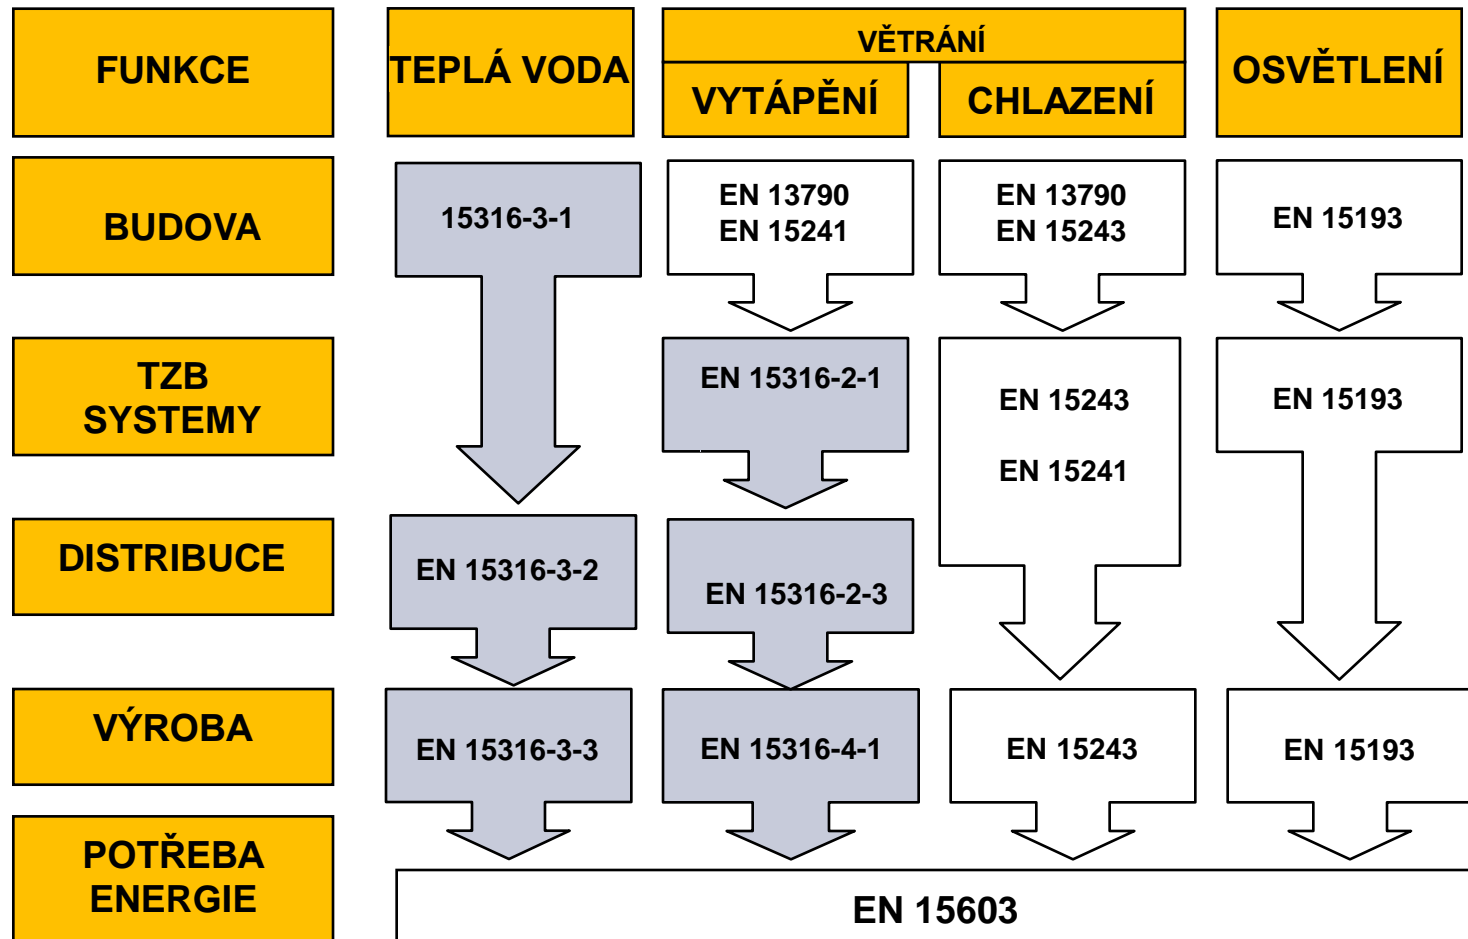 FUNKCE
TEPLÁ VODA
VĚTRÁNÍ
VYTÁPĚNÍ
CHLAZENÍ
OSVĚTLENÍ
BUDOVA
15316-3-1
EN 13790
EN 15241
EN 13790
EN 15243
EN 15193
TZB
SYSTEMY
EN 15316-2-1
EN 15243
EN 15241
EN 15193
DISTRIBUCE
EN 15316-3-2
EN 15316-2-3
VÝROBA
EN 15316-3-3
EN 15316-4-1
EN 15243
EN 15193
POTŘEBA
ENERGIE
EN 15603